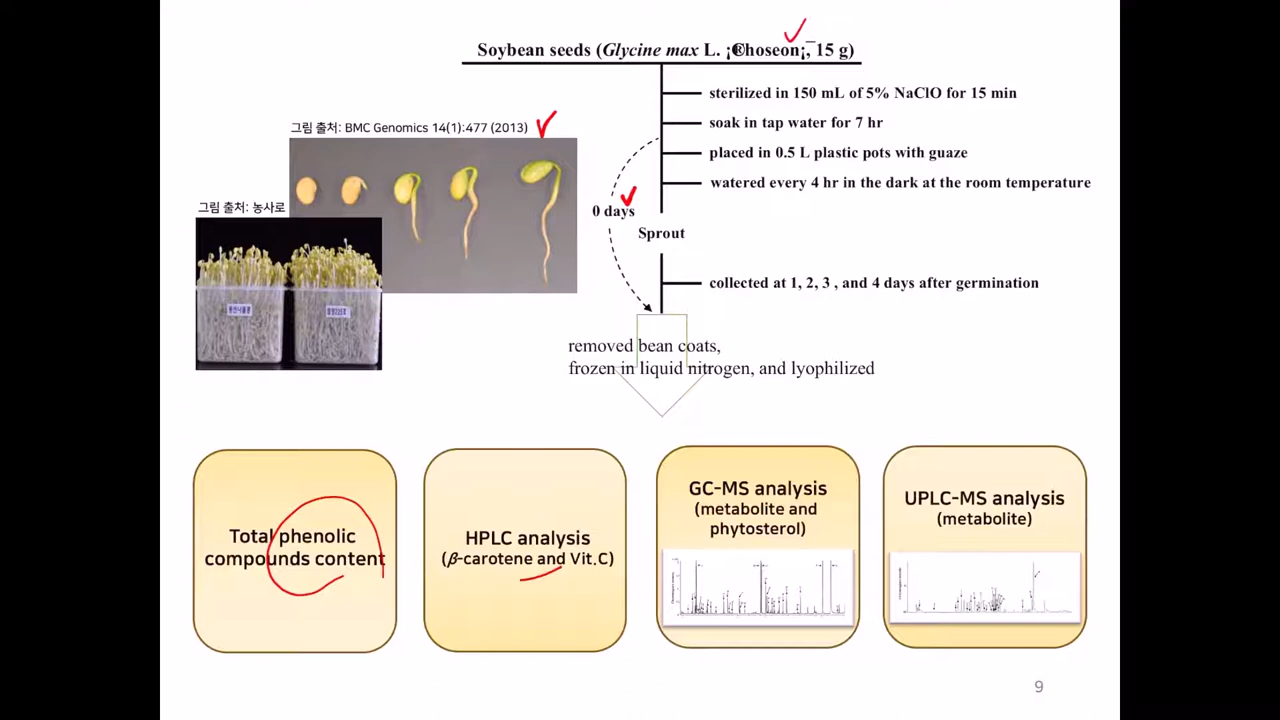 Soybean seeds (Glycine max L. ¡®Choseon¡¯, 15 g)
sterilized in 150 mL of 5% NaClO for 15 min
그림 출처: BMC Genomics 14(1):477 (2013)
soak in tap water for 7 hr
placed in 0.5 L plastic pots with guaze
watered every 4 hr in the dark at the room temperature
그림 출처: 농사로
0 days
Sprout
collected at 1, 2, 3 , and 4 days after germination
removed bean coats,
frozen in liquid nitrogen, and lyophilized
Total phenolic
compounds content
HPLC analysis
(β-carotene and Vit.C)
GC-MS analysis
(metabolite and
phytosterol)
UPLC-MS analysis
(metabolite)
9